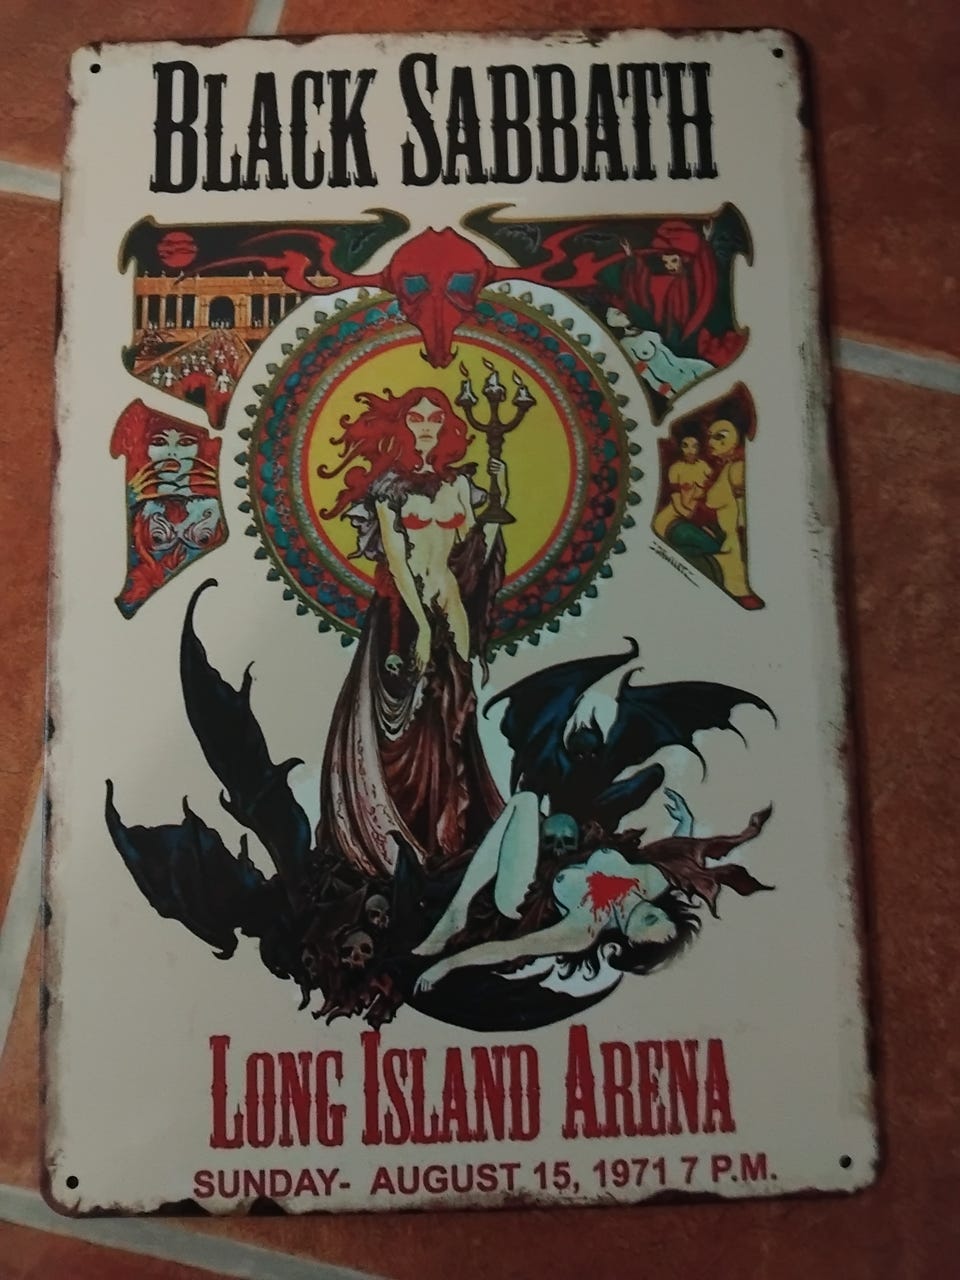 BLACK SABBATH
LONG ISLAND ARENA
SUNDAY- AUGUST 15, 1971 7 P.M.